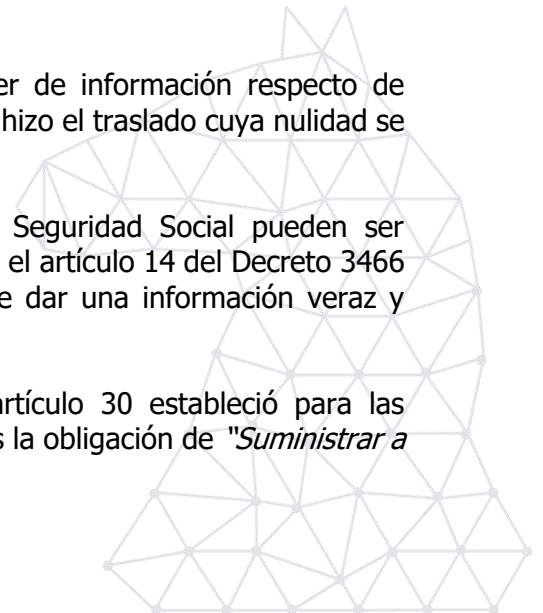 er de información respecto de
hizo el traslado cuya nulidad se
Seguridad Social pueden ser
el artículo 14 del Decreto 3466
e dar una información veraz y
artículo 30 estableció para las
s la obligación de "Suministrar a